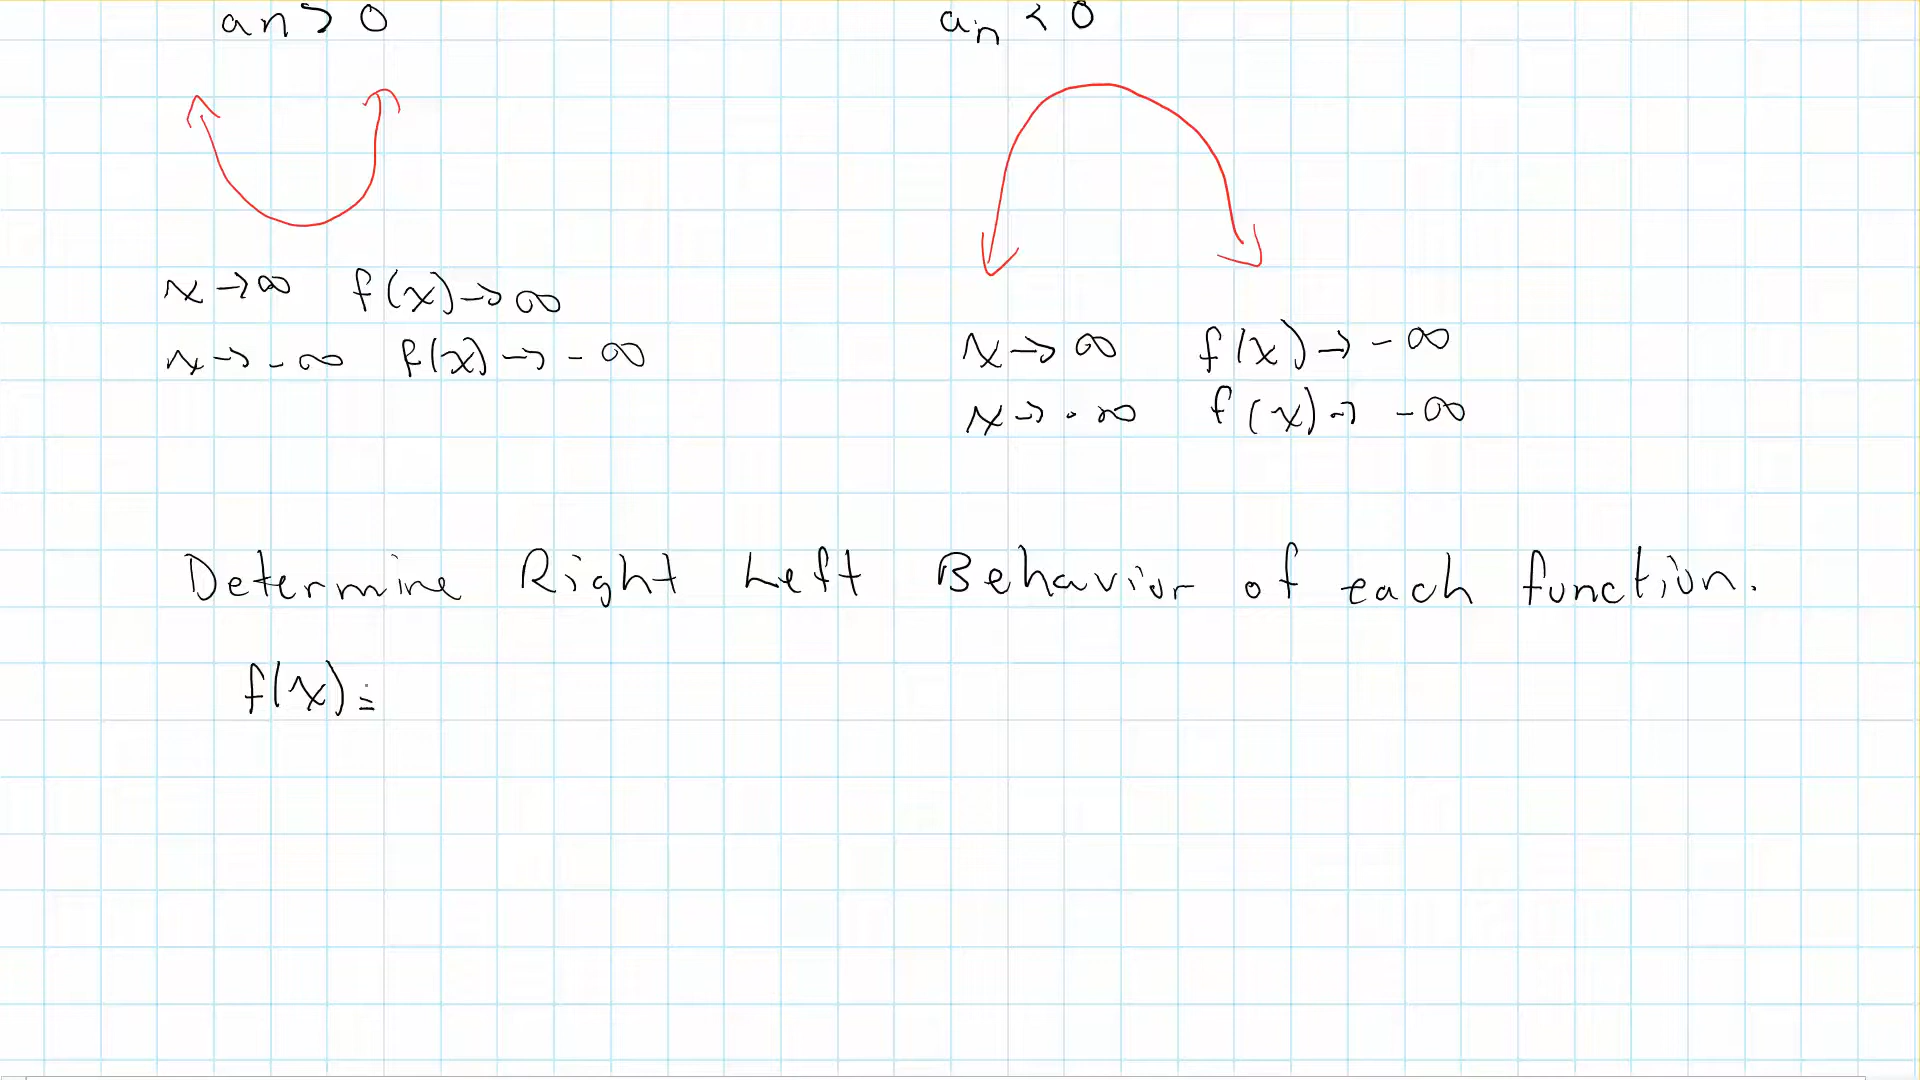 an > 0
aₙ < 0
x → ∞ f(x) → ∞
x → - ∞ f(x) → - ∞
x → ∞ f(x) → - ∞
x → - ∞ f(x) → - ∞
Determine Right Left Behavior of each function.
f(x) =